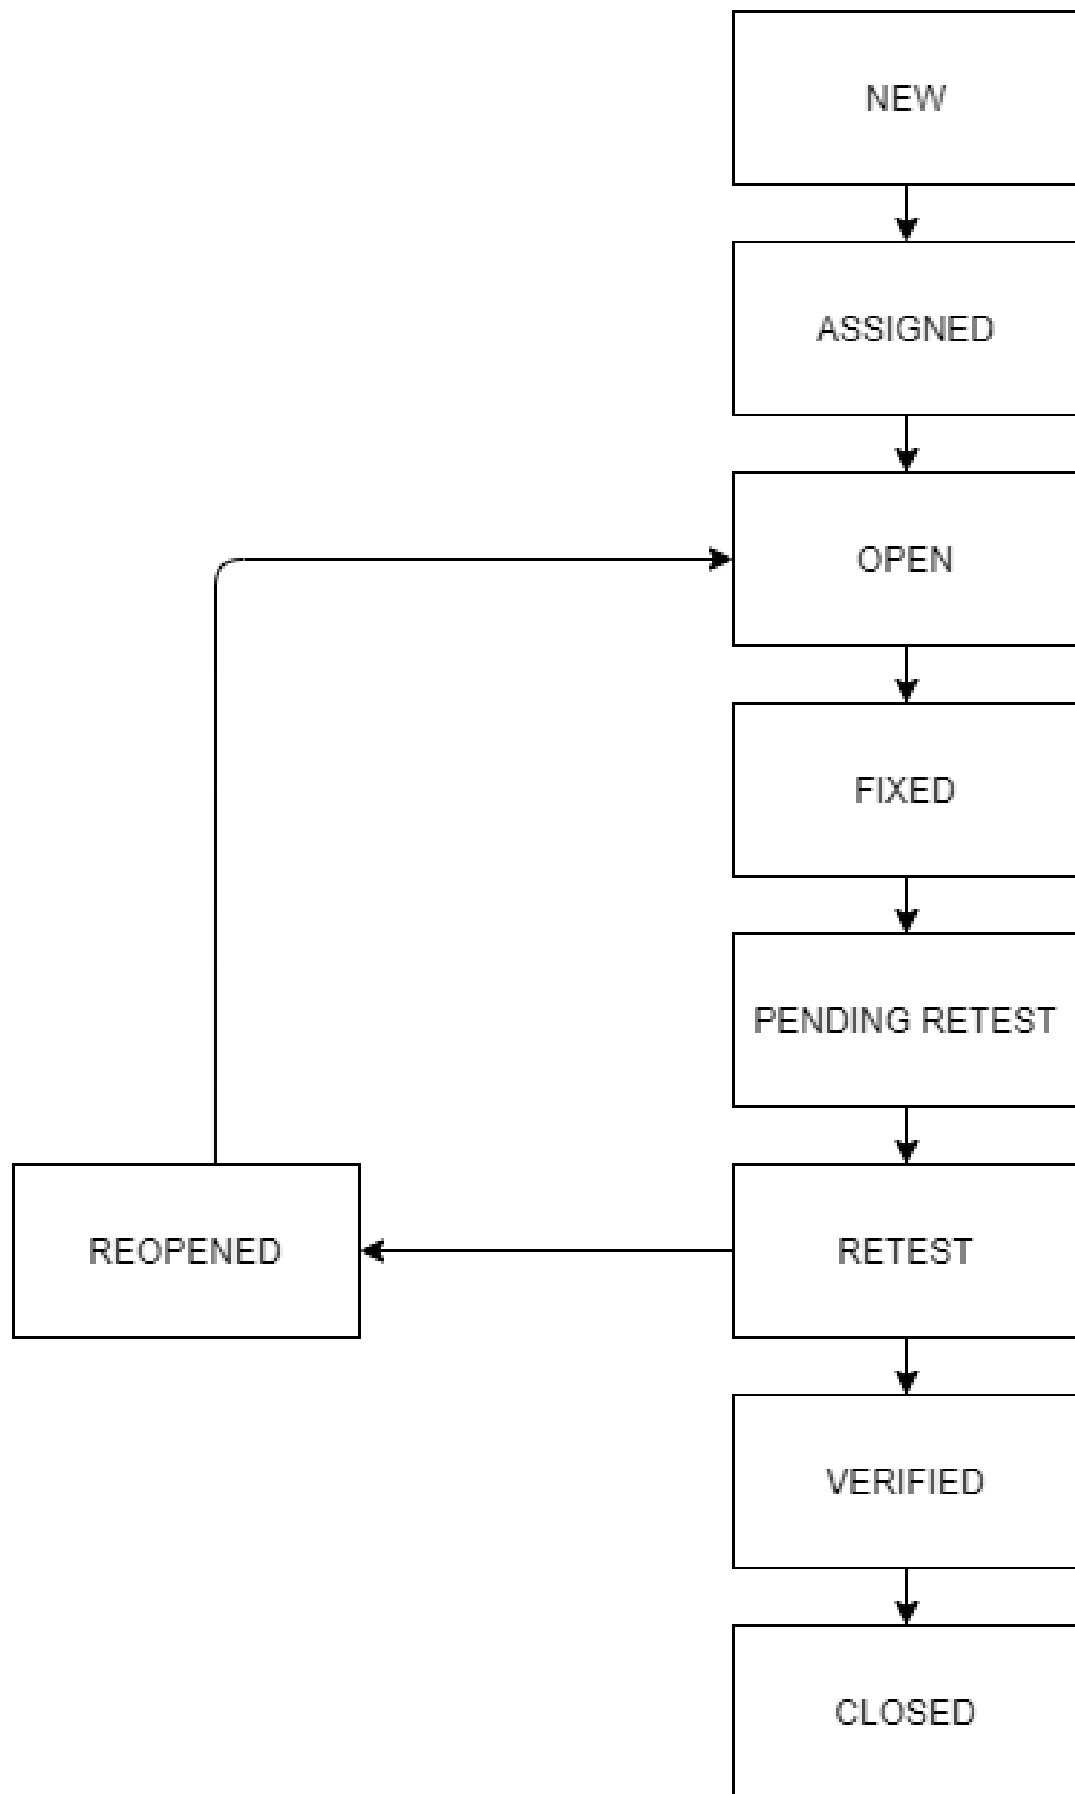 NEW
ASSIGNED
OPEN
FIXED
PENDING RETEST
REOPENED
RETEST
VERIFIED
CLOSED